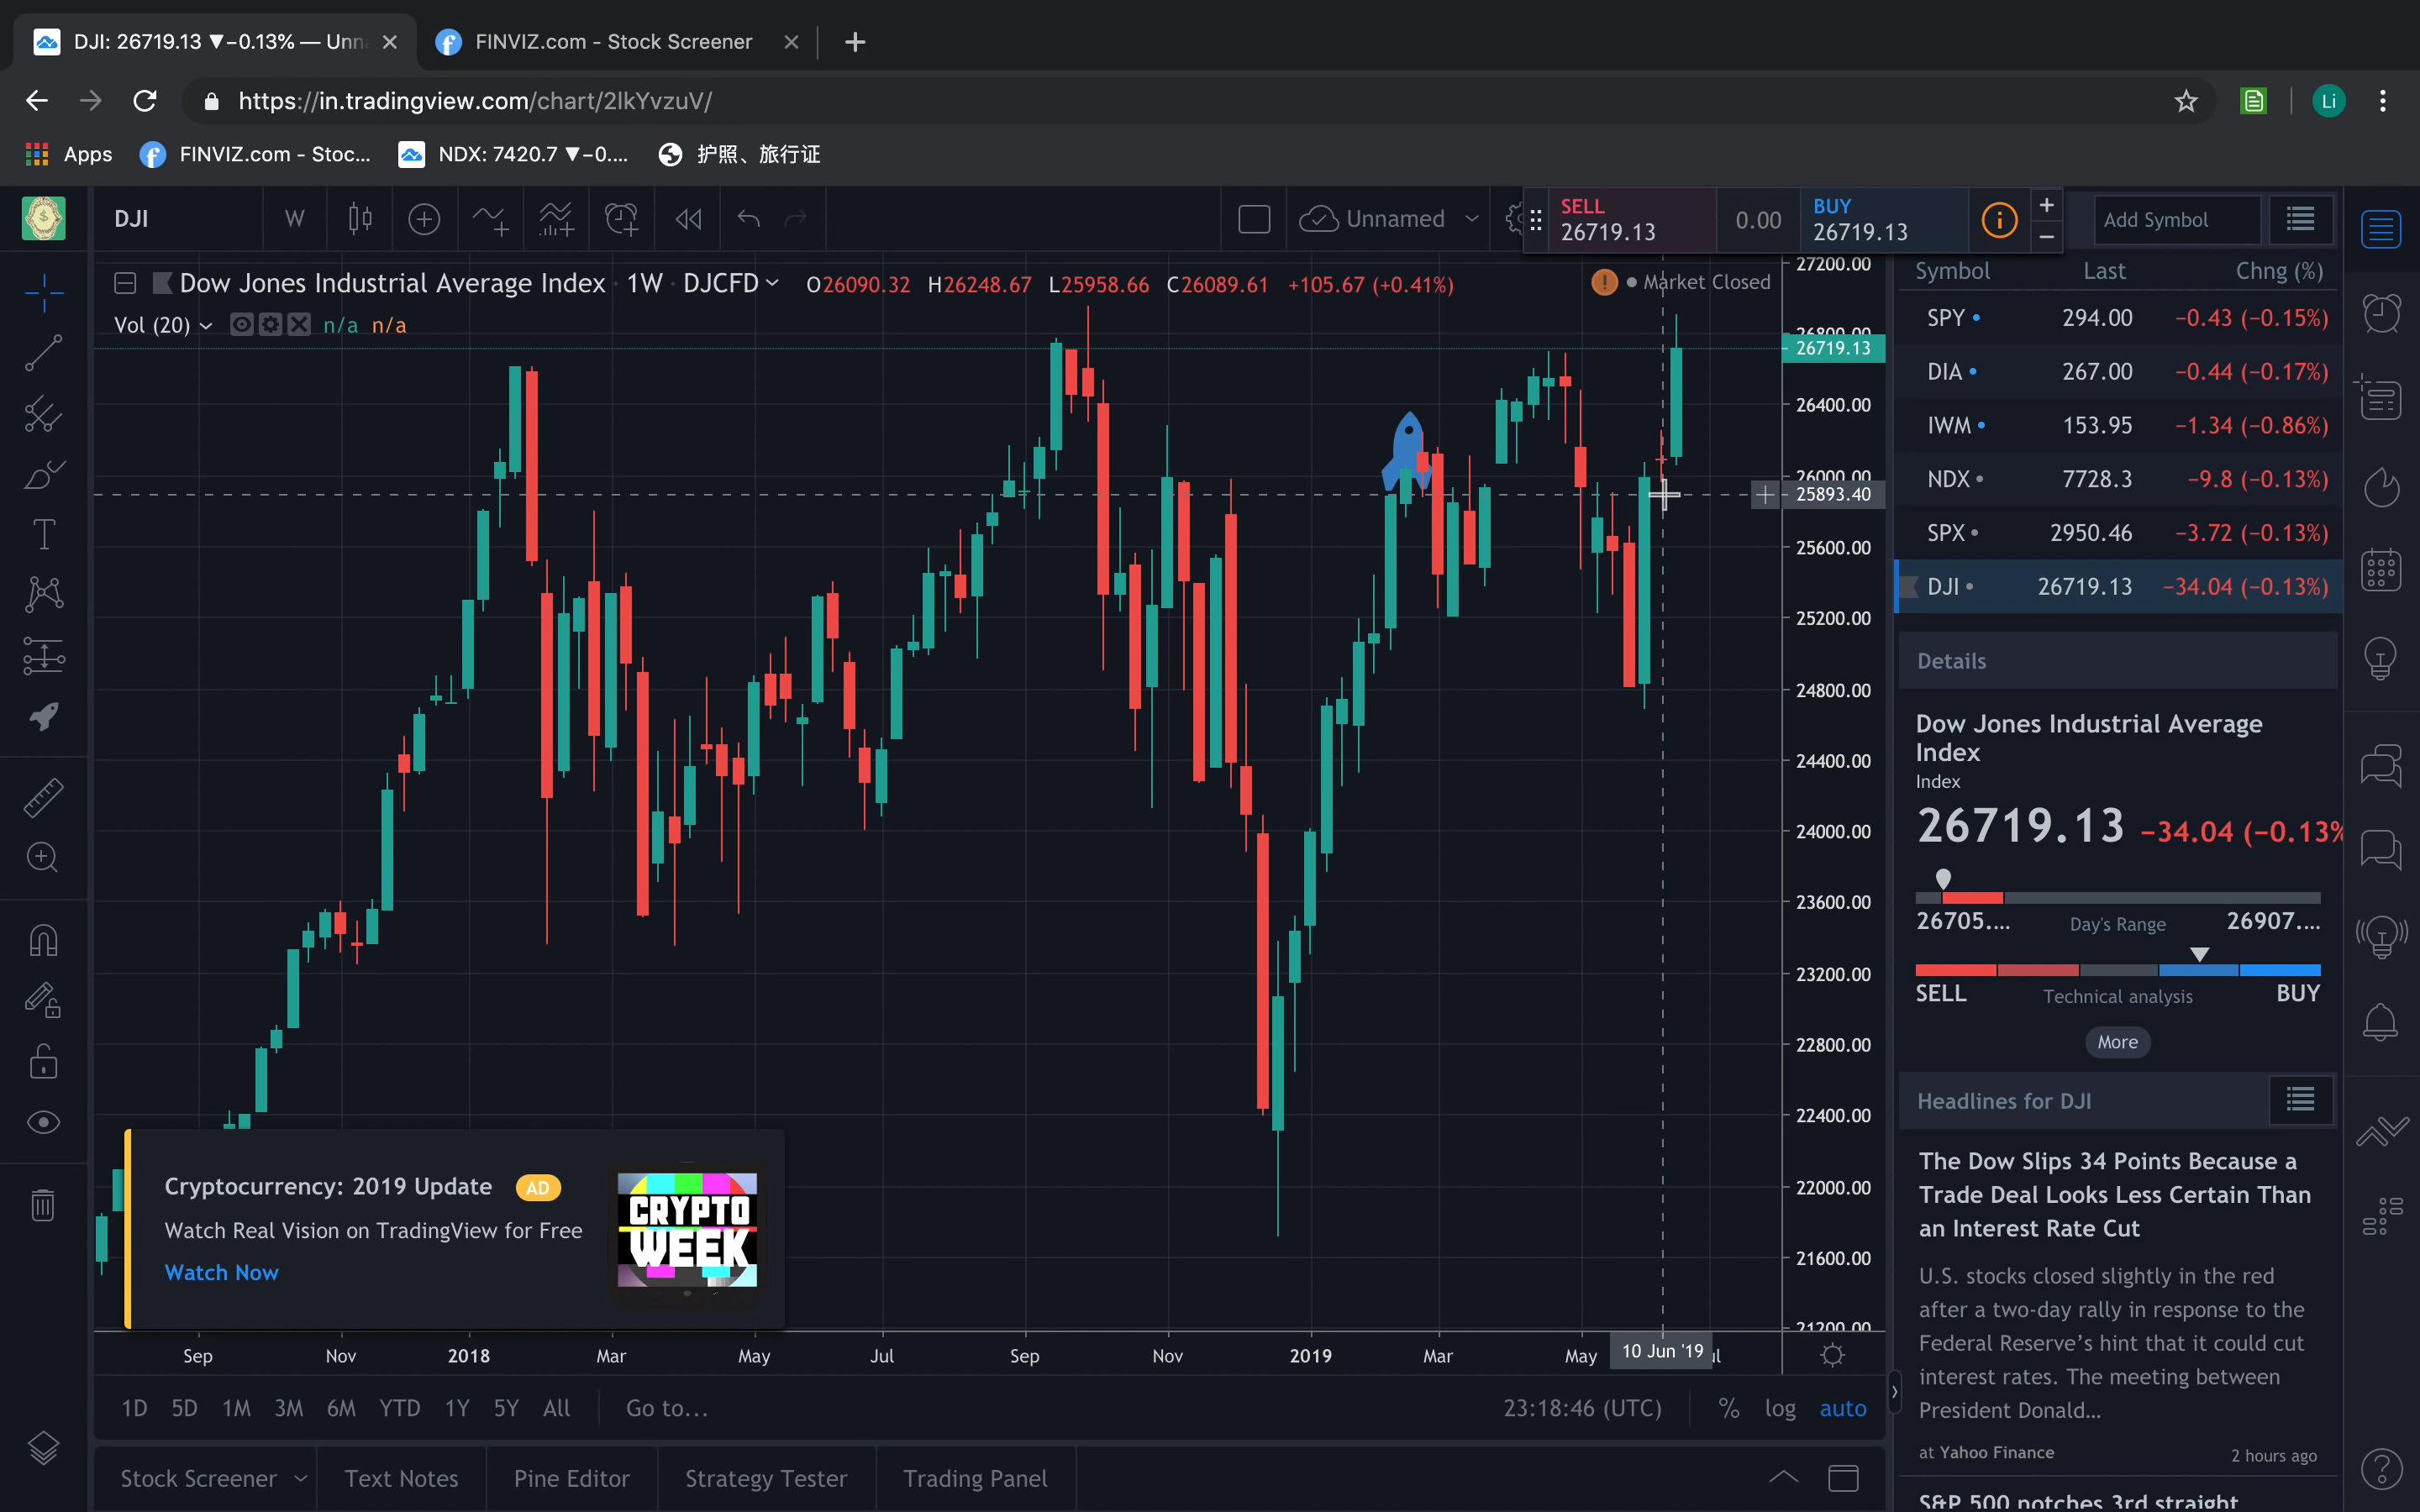 DJI: 26719.13 ▼−0.13% — Unn
FINVIZ.com - Stock Screener
https://in.tradingview.com/chart/2lkYvzuV/
Li
Apps
FINVIZ.com - Stoc...
NDX: 7420.7 ▼−0....
护照、旅行证
DJI
W
Unnamed
SELL
26719.13
0.00
BUY
26719.13
Add Symbol
Dow Jones Industrial Average Index · 1W · DJCFD
O26090.32 H26248.67 L25958.66 C26089.61 +105.67 (+0.41%)
Market Closed
Vol (20) n/a n/a
27200.00
26800.00
26719.13
26400.00
26000.00
25893.40
25600.00
25200.00
24800.00
24400.00
24000.00
23600.00
23200.00
22800.00
22400.00
22000.00
21600.00
21200.00
Symbol Last Chng (%)
SPY 294.00 −0.43 (−0.15%)
DIA 267.00 −0.44 (−0.17%)
IWM 153.95 −1.34 (−0.86%)
NDX 7728.3 −9.8 (−0.13%)
SPX 2950.46 −3.72 (−0.13%)
DJI 26719.13 −34.04 (−0.13%)
Details
Dow Jones Industrial Average
Index
Index
26719.13 −34.04 (−0.13%
26705.... Day's Range 26907....
SELL Technical analysis BUY
More
Headlines for DJI
The Dow Slips 34 Points Because a
Trade Deal Looks Less Certain Than
an Interest Rate Cut
U.S. stocks closed slightly in the red
after a two-day rally in response to the
Federal Reserve’s hint that it could cut
interest rates. The meeting between
President Donald...
at Yahoo Finance 2 hours ago
S&P 500 notches 3rd straight
Cryptocurrency: 2019 Update AD
Watch Real Vision on TradingView for Free
Watch Now
CRYPTO
WEEK
Sep Nov 2018 Mar May Jul Sep Nov 2019 Mar May 10 Jun '19 ul
1D 5D 1M 3M 6M YTD 1Y 5Y All Go to...
23:18:46 (UTC) % log auto
Stock Screener Text Notes Pine Editor Strategy Tester Trading Panel